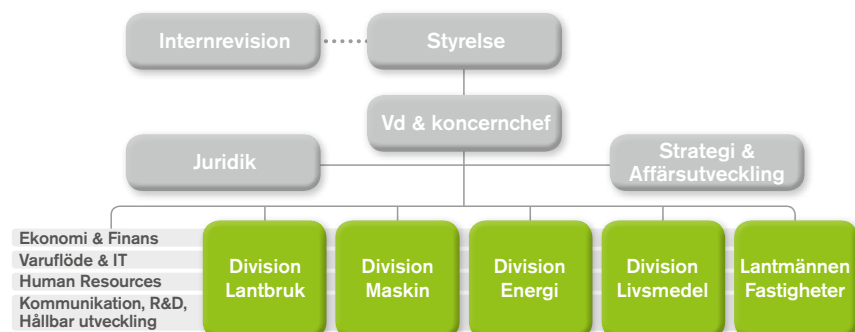 Internrevision
Styrelse
Vd & koncernchef
Juridik
Strategi &
Affärsutveckling
Ekonomi & Finans
Varuflöde & IT
Human Resources
Kommunikation, R&D,
Hållbar utveckling
Division
Lantbruk
Division
Maskin
Division
Energi
Division
Livsmedel
Lantmännen
Fastigheter